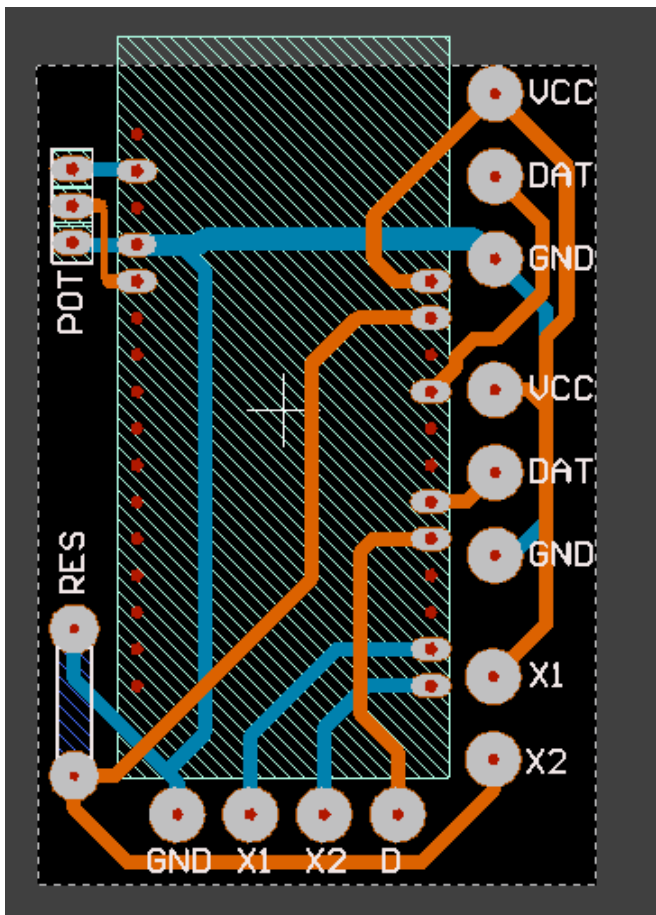 VCC
DAT
GND
POT
VCC
DAT
GND
RES
X1
X2
GND X1 X2 D